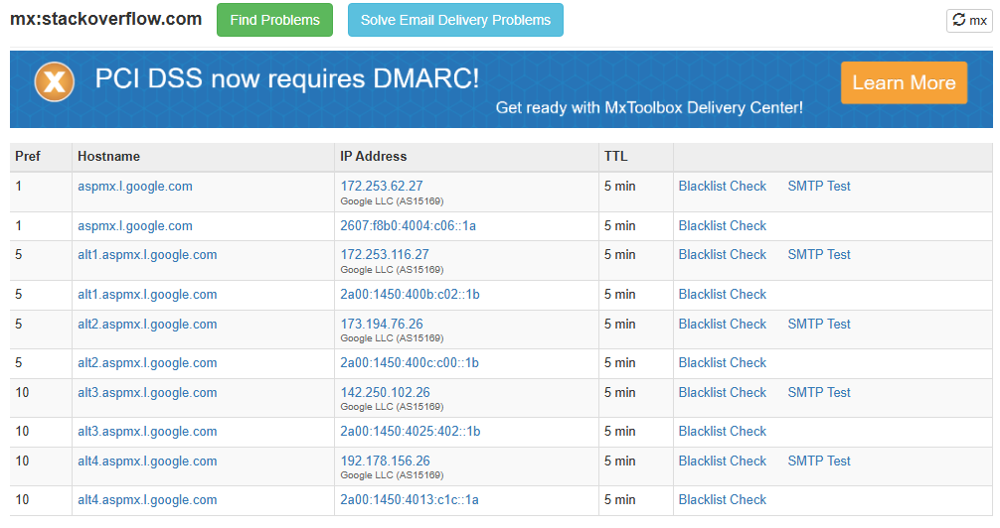 mx:stackoverflow.com Find Problems Solve Email Delivery Problems mx
PCI DSS now requires DMARC!
Learn More
Get ready with MxToolbox Delivery Center!
Pref Hostname IP Address TTL
1 aspmx.l.google.com 172.253.62.27 5 min Blacklist Check SMTP Test
Google LLC (AS15169)
1 aspmx.l.google.com 2607:f8b0:4004:c06::1a 5 min Blacklist Check
5 alt1.aspmx.l.google.com 172.253.116.27 5 min Blacklist Check SMTP Test
Google LLC (AS15169)
5 alt1.aspmx.l.google.com 2a00:1450:400b:c02::1b 5 min Blacklist Check
5 alt2.aspmx.l.google.com 173.194.76.26 5 min Blacklist Check SMTP Test
Google LLC (AS15169)
5 alt2.aspmx.l.google.com 2a00:1450:400c:c00::1b 5 min Blacklist Check
10 alt3.aspmx.l.google.com 142.250.102.26 5 min Blacklist Check SMTP Test
Google LLC (AS15169)
10 alt3.aspmx.l.google.com 2a00:1450:4025:402::1b 5 min Blacklist Check
10 alt4.aspmx.l.google.com 192.178.156.26 5 min Blacklist Check SMTP Test
Google LLC (AS15169)
10 alt4.aspmx.l.google.com 2a00:1450:4013:c1c::1a 5 min Blacklist Check